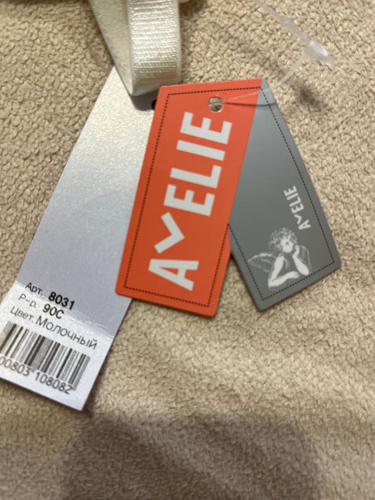 AVELIE
AVELIE
Арт. 8031
Р-р. 90C
Цвет. Молочный
00803 108082